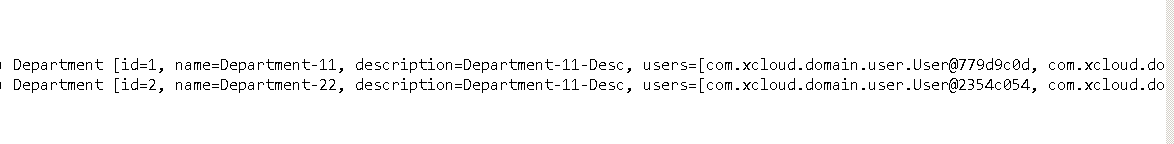 Department [id=1, name=Department-11, description=Department-11-Desc, users=[com.xcloud.domain.user.User@779d9c0d, com.xcloud.do
Department [id=2, name=Department-22, description=Department-11-Desc, users=[com.xcloud.domain.user.User@2354c054, com.xcloud.do